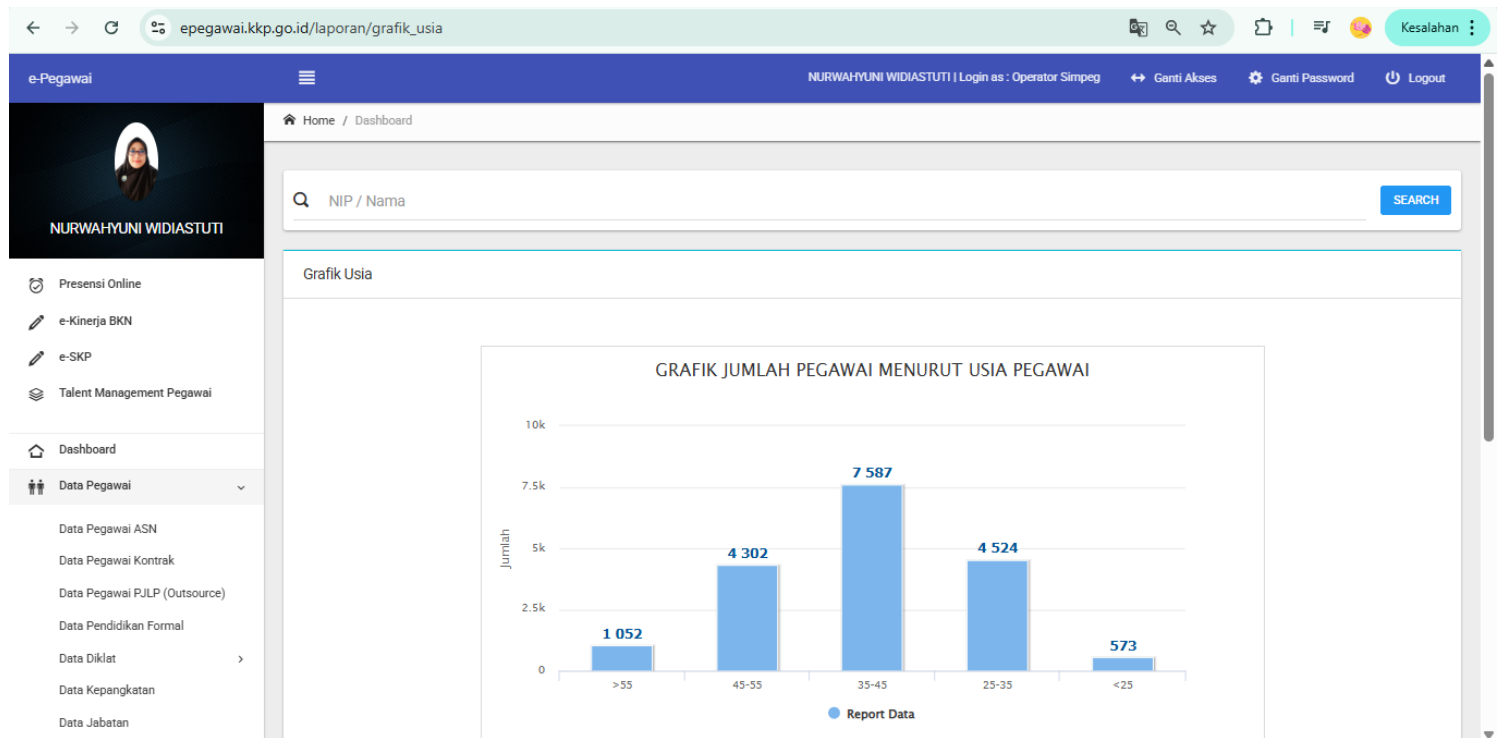 epegawai.kkp.go.id/laporan/grafik_usia
Kesalahan
e-Pegawai
NURWAHYUNI WIDIASTUTI | Login as : Operator Simpeg
Ganti Akses
Ganti Password
Logout
Home / Dashboard
NURWAHYUNI WIDIASTUTI
NIP / Nama
SEARCH
Presensi Online
e-Kinerja BKN
e-SKP
Talent Management Pegawai
Dashboard
Data Pegawai
Data Pegawai ASN
Data Pegawai Kontrak
Data Pegawai PJLP (Outsource)
Data Pendidikan Formal
Data Diklat
Data Kepangkatan
Data Jabatan
Grafik Usia
GRAFIK JUMLAH PEGAWAI MENURUT USIA PEGAWAI
Jumlah
10k
7.5k
5k
2.5k
0
1 052
4 302
7 587
4 524
573
>55
45-55
35-45
25-35
<25
Report Data